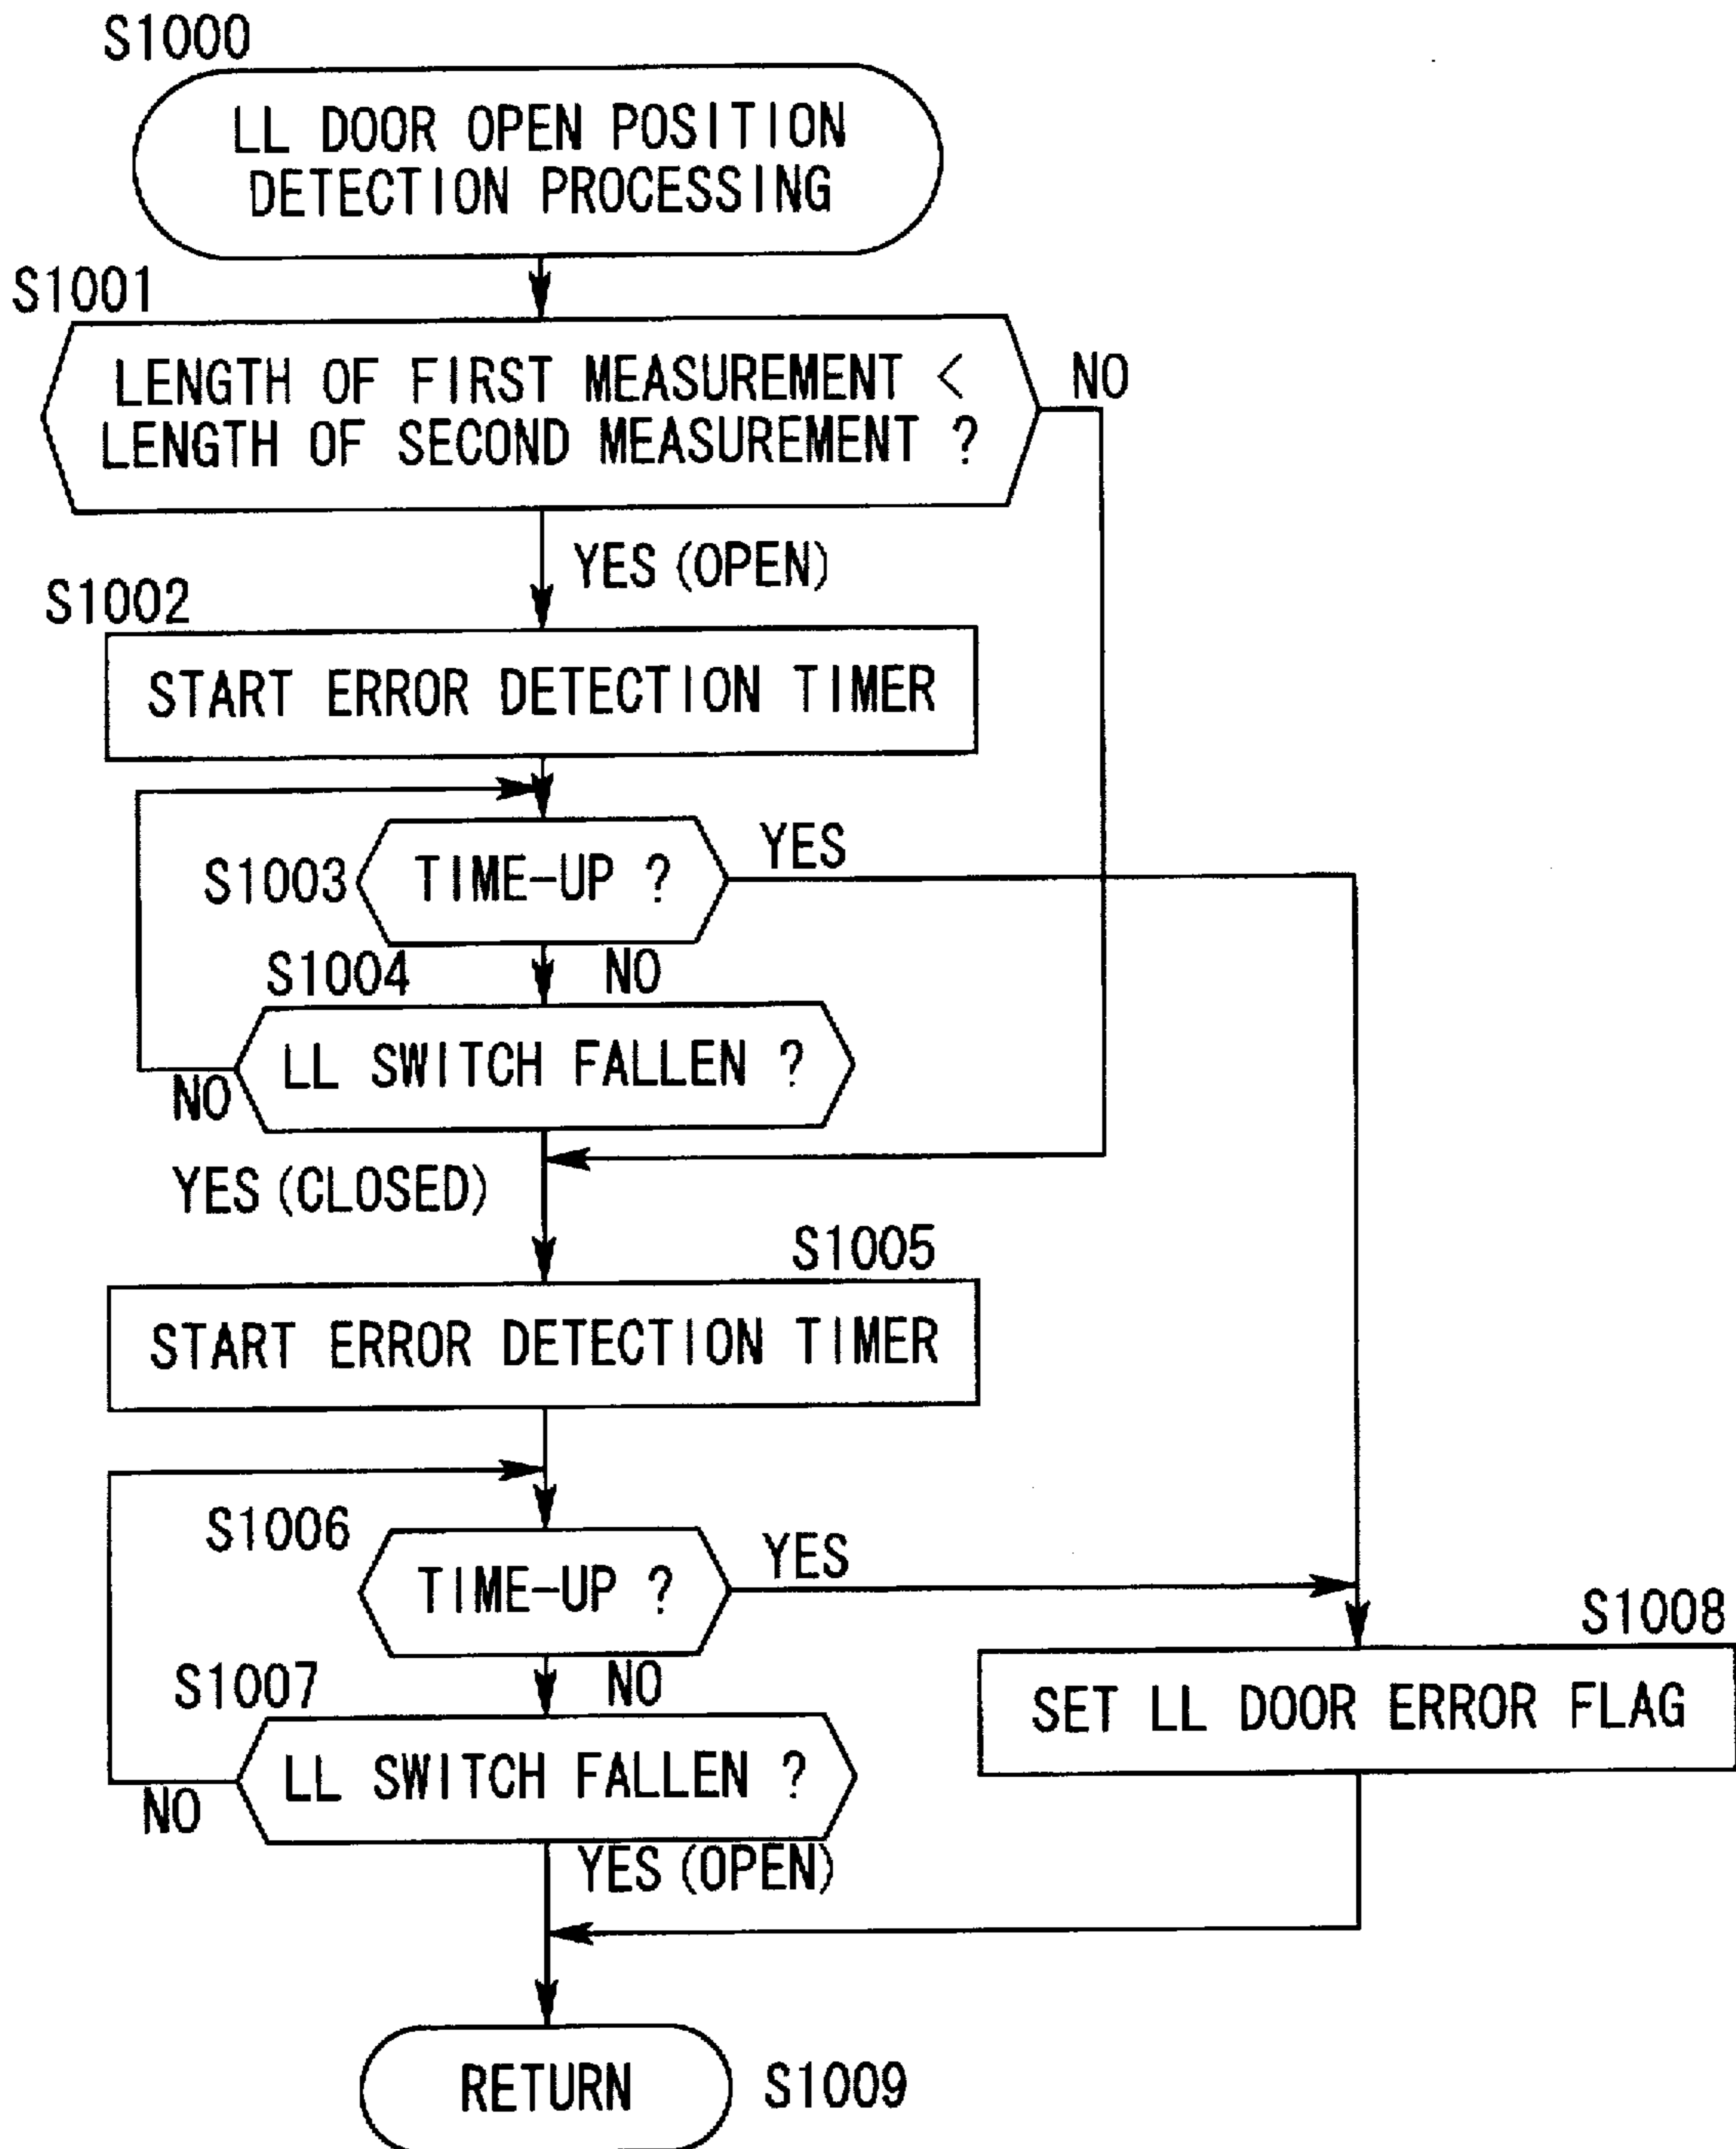 S1000
LL DOOR OPEN POSITION
DETECTION PROCESSING
S1001
LENGTH OF FIRST MEASUREMENT <
LENGTH OF SECOND MEASUREMENT ?
NO
YES (OPEN)
S1002
START ERROR DETECTION TIMER
S1003
TIME-UP ?
YES
NO
S1004
LL SWITCH FALLEN ?
NO
YES (CLOSED)
S1005
START ERROR DETECTION TIMER
S1006
TIME-UP ?
YES
NO
S1007
LL SWITCH FALLEN ?
NO
YES (OPEN)
S1008
SET LL DOOR ERROR FLAG
RETURN
S1009